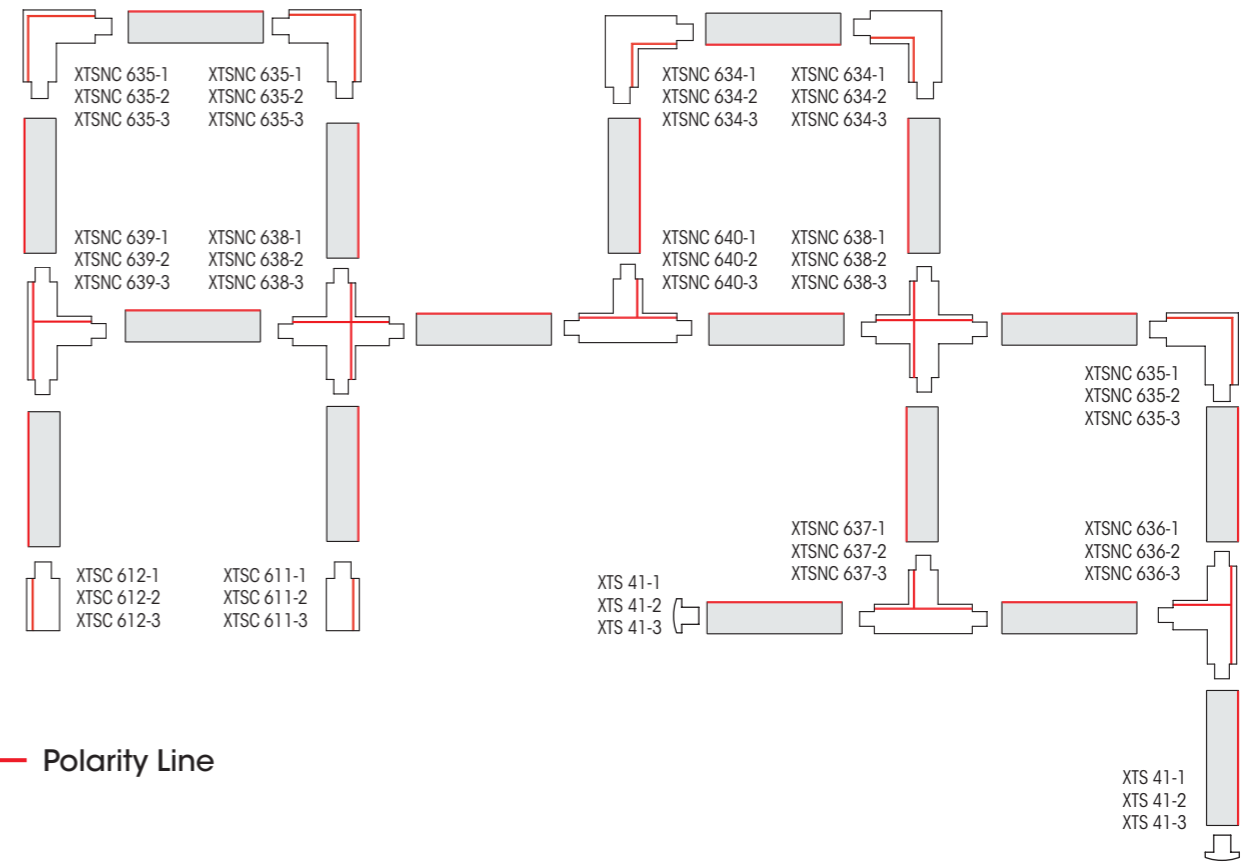 XTSNC 635-1
XTSNC 635-2
XTSNC 635-3
XTSNC 635-1
XTSNC 635-2
XTSNC 635-3
XTSNC 634-1
XTSNC 634-2
XTSNC 634-3
XTSNC 634-1
XTSNC 634-2
XTSNC 634-3
XTSNC 639-1
XTSNC 639-2
XTSNC 639-3
XTSNC 638-1
XTSNC 638-2
XTSNC 638-3
XTSNC 640-1
XTSNC 640-2
XTSNC 640-3
XTSNC 638-1
XTSNC 638-2
XTSNC 638-3
XTSNC 635-1
XTSNC 635-2
XTSNC 635-3
XTSC 612-1
XTSC 612-2
XTSC 612-3
XTSC 611-1
XTSC 611-2
XTSC 611-3
XTS 41-1
XTS 41-2
XTS 41-3
XTSNC 637-1
XTSNC 637-2
XTSNC 637-3
XTSNC 636-1
XTSNC 636-2
XTSNC 636-3
Polarity Line
XTS 41-1
XTS 41-2
XTS 41-3